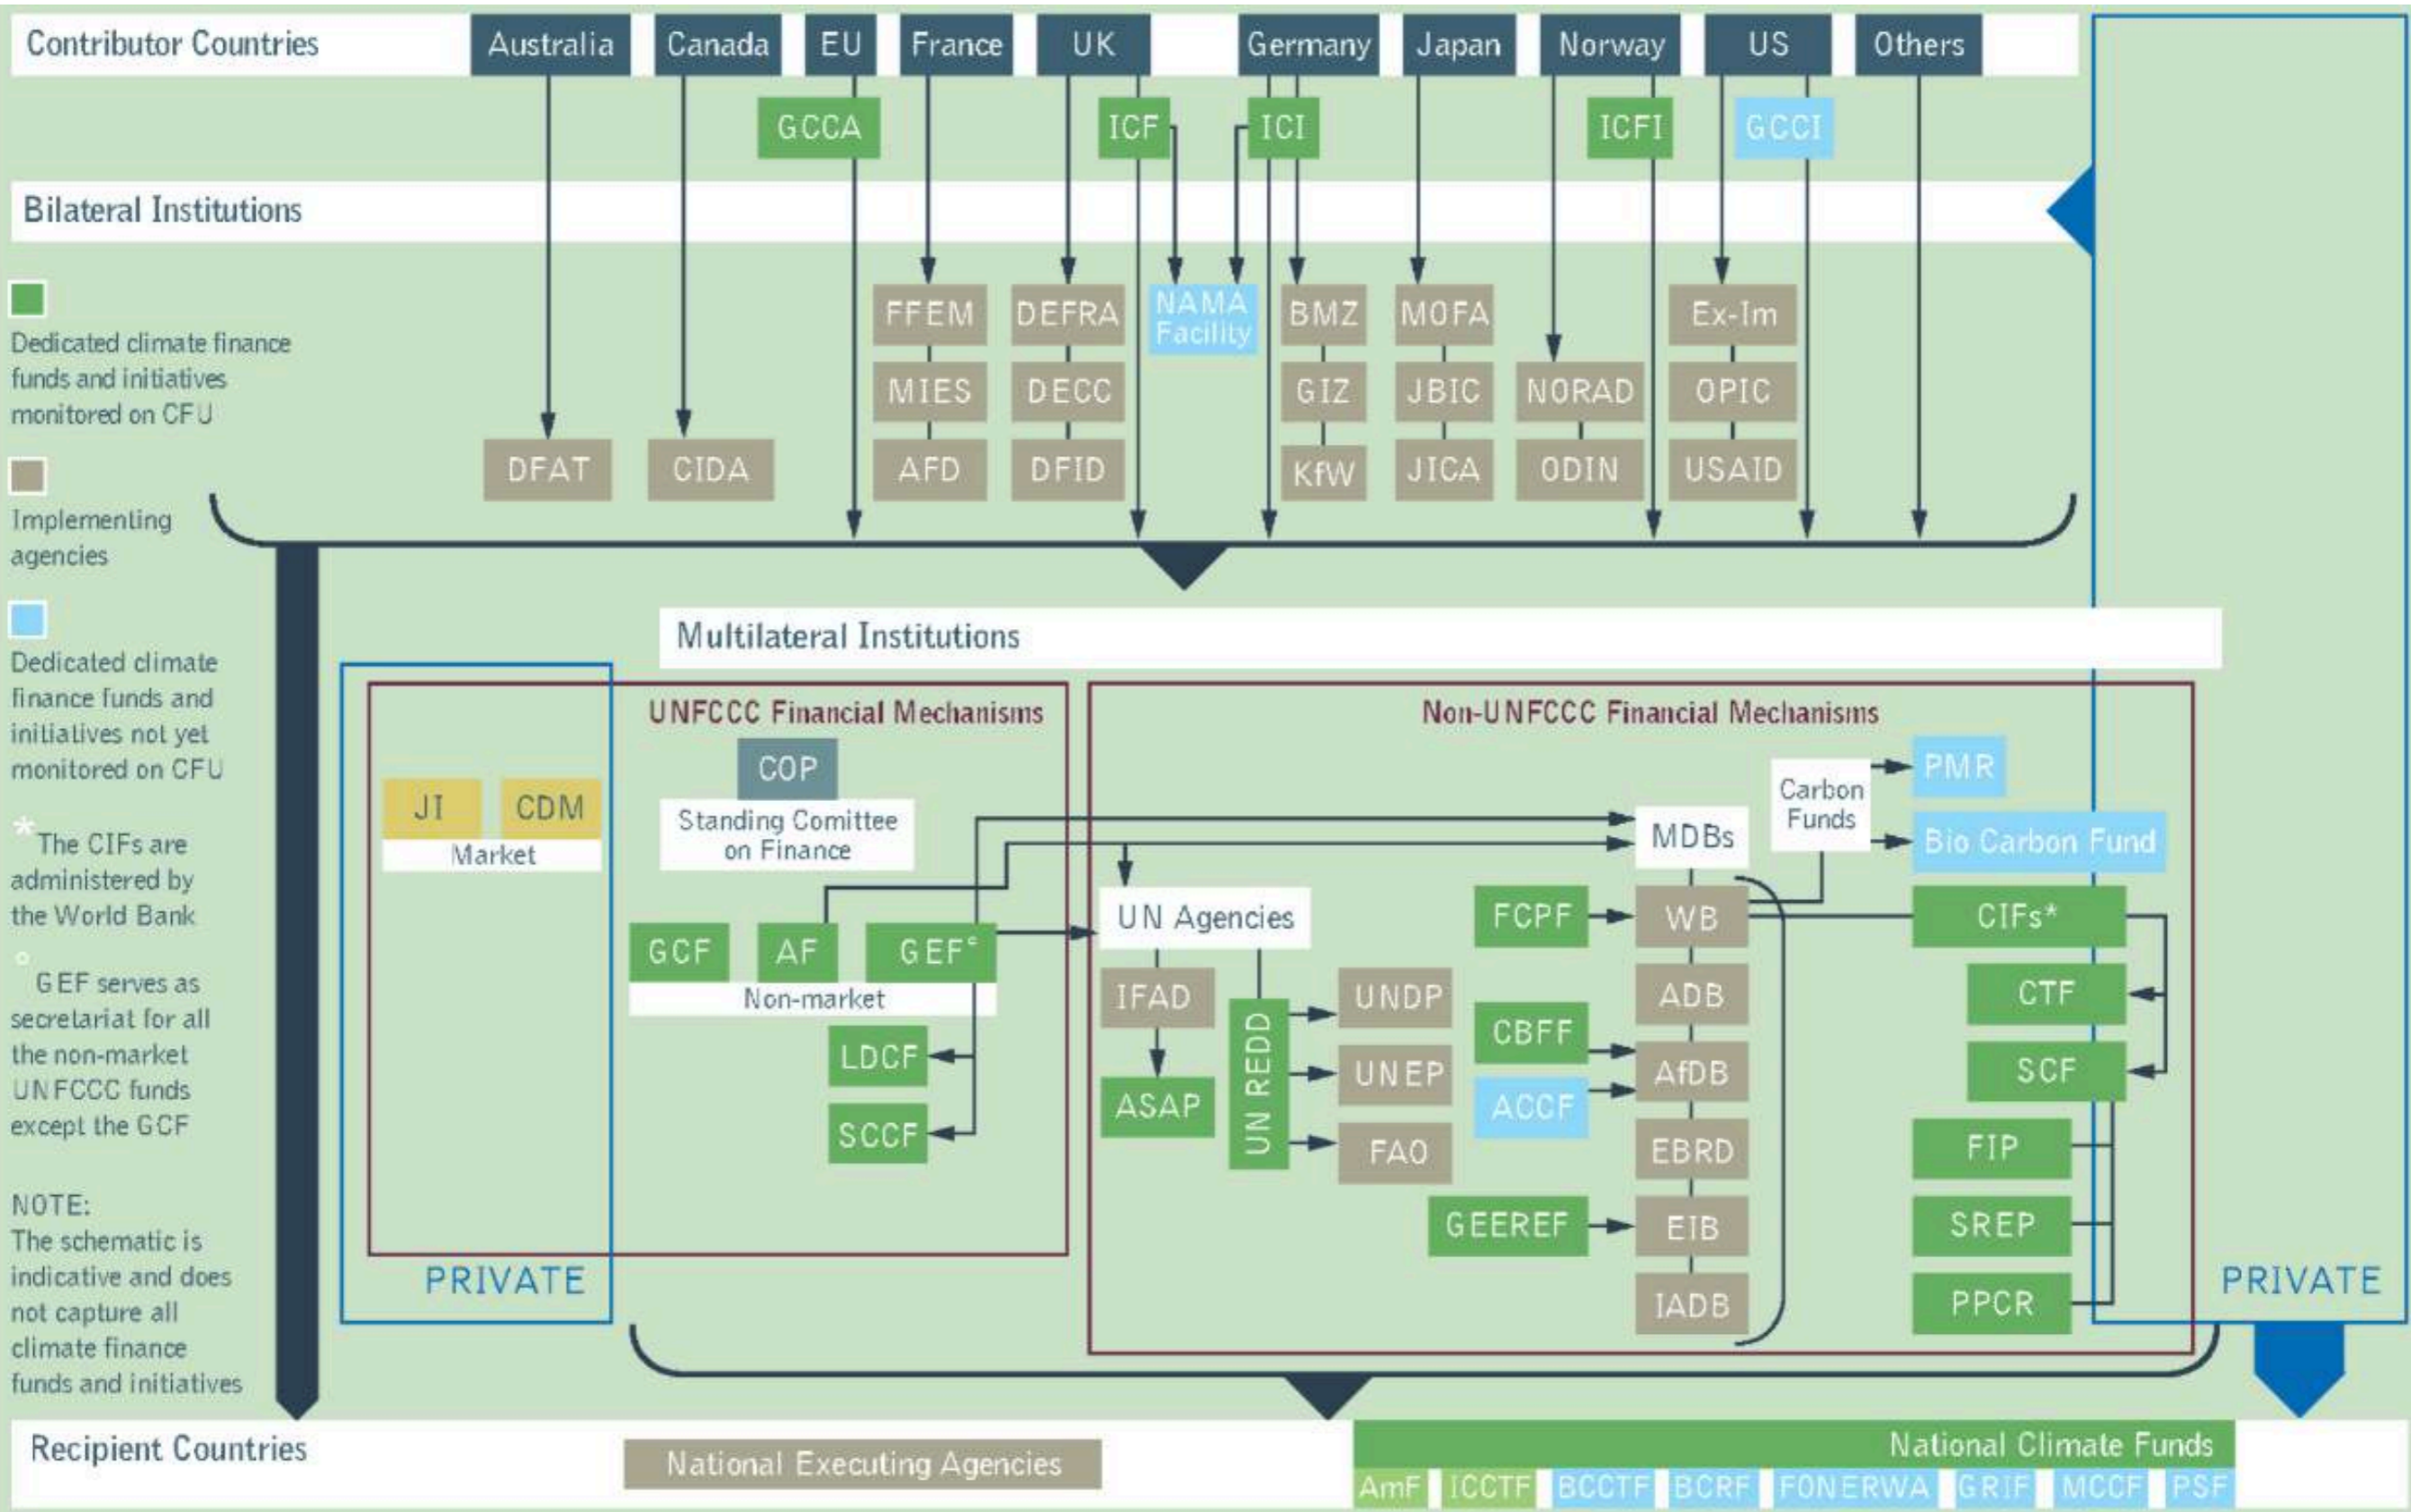 Contributor Countries
Australia
Canada
EU
France
UK
Germany
Japan
Norway
US
Others
GCCA
ICF
ICI
ICFI
GCCI
Bilateral Institutions
FFEM
DEFRA
NAMA
Facility
BMZ
MOFA
Ex-Im
MIES
DECC
GIZ
JBIC
NORAD
OPIC
DFAT
CIDA
AFD
DFID
KfW
JICA
ODIN
USAID
Dedicated climate finance
funds and initiatives
monitored on CFU
Implementing
agencies
Dedicated climate
finance funds and
initiatives not yet
monitored on CFU
* The CIFs are
administered by
the World Bank
° GEF serves as
secretariat for all
the non-market
UNFCCC funds
except the GCF
NOTE:
The schematic is
indicative and does
not capture all
climate finance
funds and initiatives
Multilateral Institutions
UNFCCC Financial Mechanisms
COP
Standing Comittee
on Finance
JI
CDM
Market
GCF
AF
GEF°
Non-market
LDCF
SCCF
PRIVATE
Non-UNFCCC Financial Mechanisms
UN Agencies
IFAD
ASAP
UN REDD
UNDP
UNEP
FAO
MDBs
FCPF
WB
ADB
CBFF
AfDB
ACCF
EBRD
GEEREF
EIB
IADB
Carbon
Funds
PMR
Bio Carbon Fund
CIFs*
CTF
SCF
FIP
SREP
PPCR
PRIVATE
Recipient Countries
National Executing Agencies
National Climate Funds
AmF
ICCTF
BCCTF
BCRF
FONERWA
GRIF
MCCF
PSF